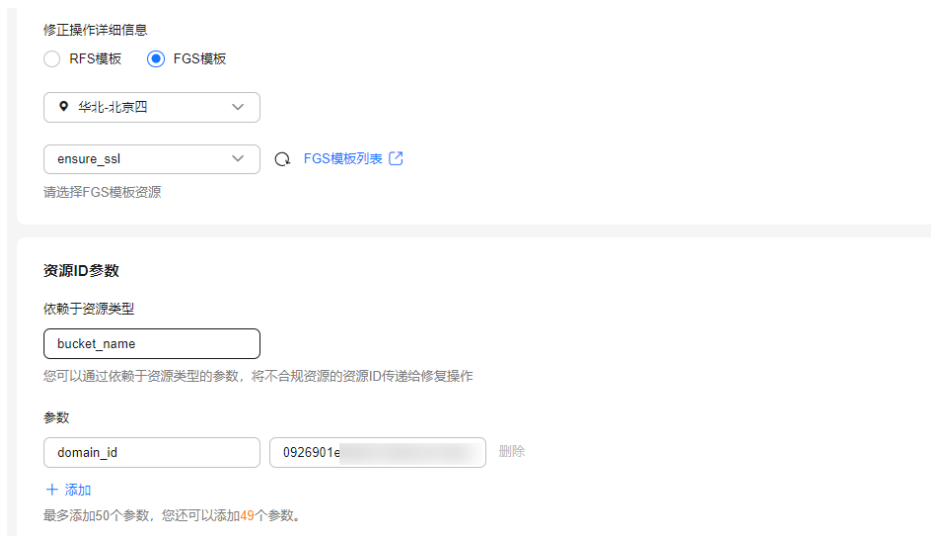 修正操作详细信息
RFS模板 FGS模板
华北-北京四
ensure_ssl FGS模板列表
请选择FGS模板资源
资源ID参数
依赖于资源类型
bucket_name
您可以通过依赖于资源类型的参数，将不合规资源的资源ID传递给修复操作
参数
domain_id 0926901e 删除
添加
最多添加50个参数，您还可以添加49个参数。